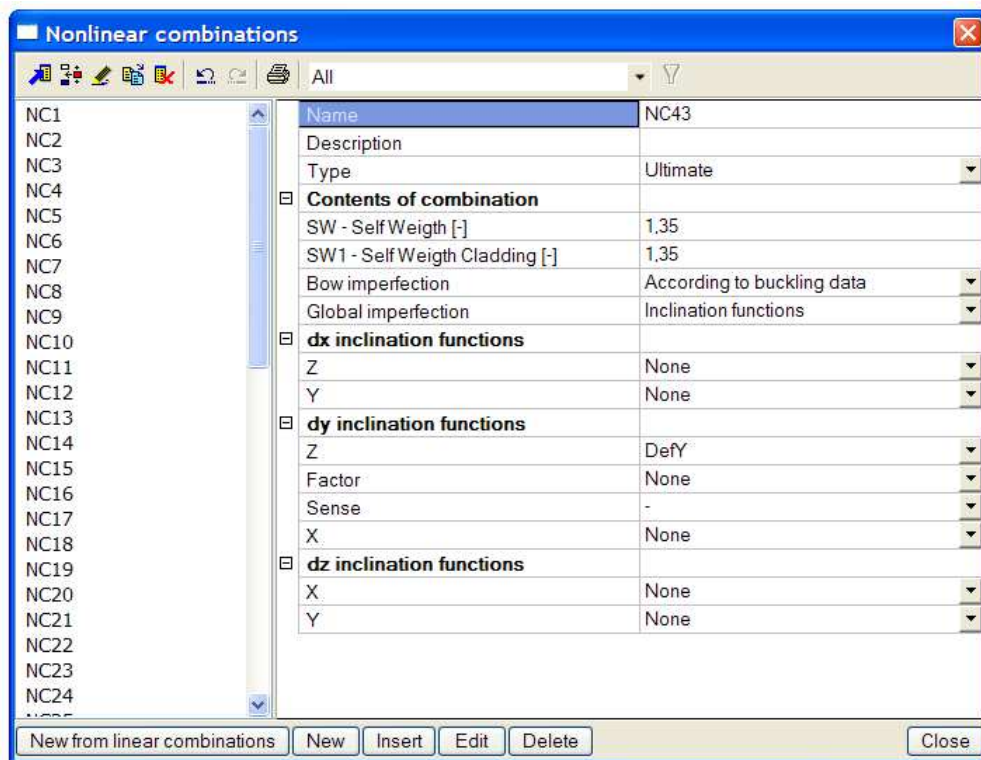 Nonlinear combinations
All
NC1
NC2
NC3
NC4
NC5
NC6
NC7
NC8
NC9
NC10
NC11
NC12
NC13
NC14
NC15
NC16
NC17
NC18
NC19
NC20
NC21
NC22
NC23
NC24
Name NC43
Description
Type Ultimate
Contents of combination
SW - Self Weigth [-] 1,35
SW1 - Self Weigth Cladding [-] 1,35
Bow imperfection According to buckling data
Global imperfection Inclination functions
dx inclination functions
Z None
Y None
dy inclination functions
Z DefY
Factor None
Sense -
X None
dz inclination functions
X None
Y None
New from linear combinations New Insert Edit Delete Close